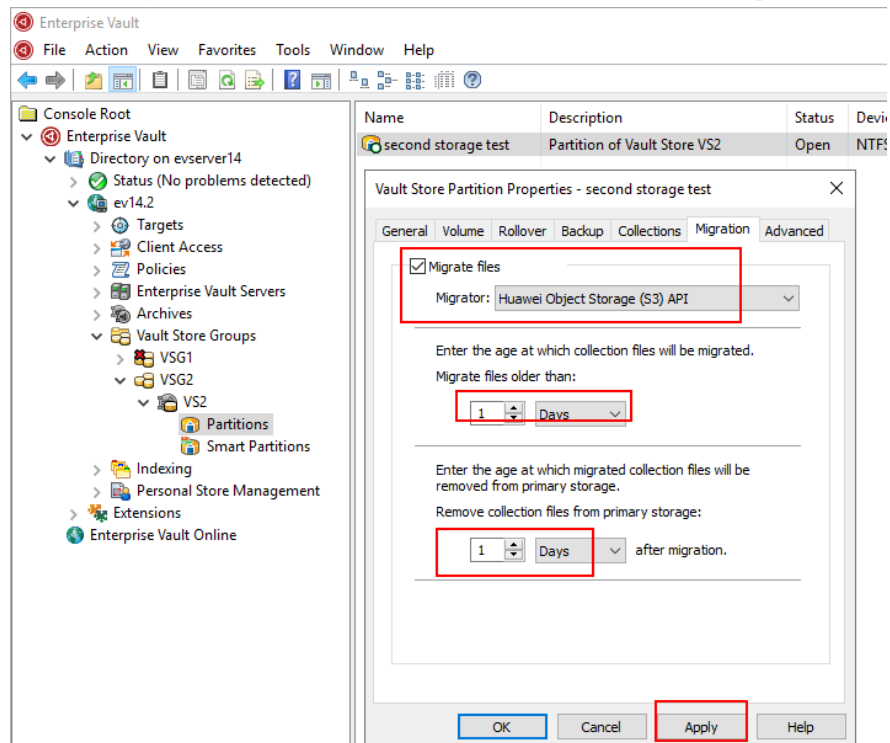 Enterprise Vault
File Action View Favorites Tools Window Help
Console Root
Enterprise Vault
Directory on evserver14
Status (No problems detected)
ev14.2
Targets
Client Access
Policies
Enterprise Vault Servers
Archives
Vault Store Groups
VSG1
VSG2
VS2
Partitions
Smart Partitions
Indexing
Personal Store Management
Extensions
Enterprise Vault Online
Name Description Status Devi
second storage test Partition of Vault Store VS2 Open NTFS
Vault Store Partition Properties - second storage test
General Volume Rollover Backup Collections Migration Advanced
Migrate files
Migrator: Huawei Object Storage (S3) API
Enter the age at which collection files will be migrated.
Migrate files older than:
1 Days
Enter the age at which migrated collection files will be
removed from primary storage.
Remove collection files from primary storage:
1 Days after migration.
OK Cancel Apply Help